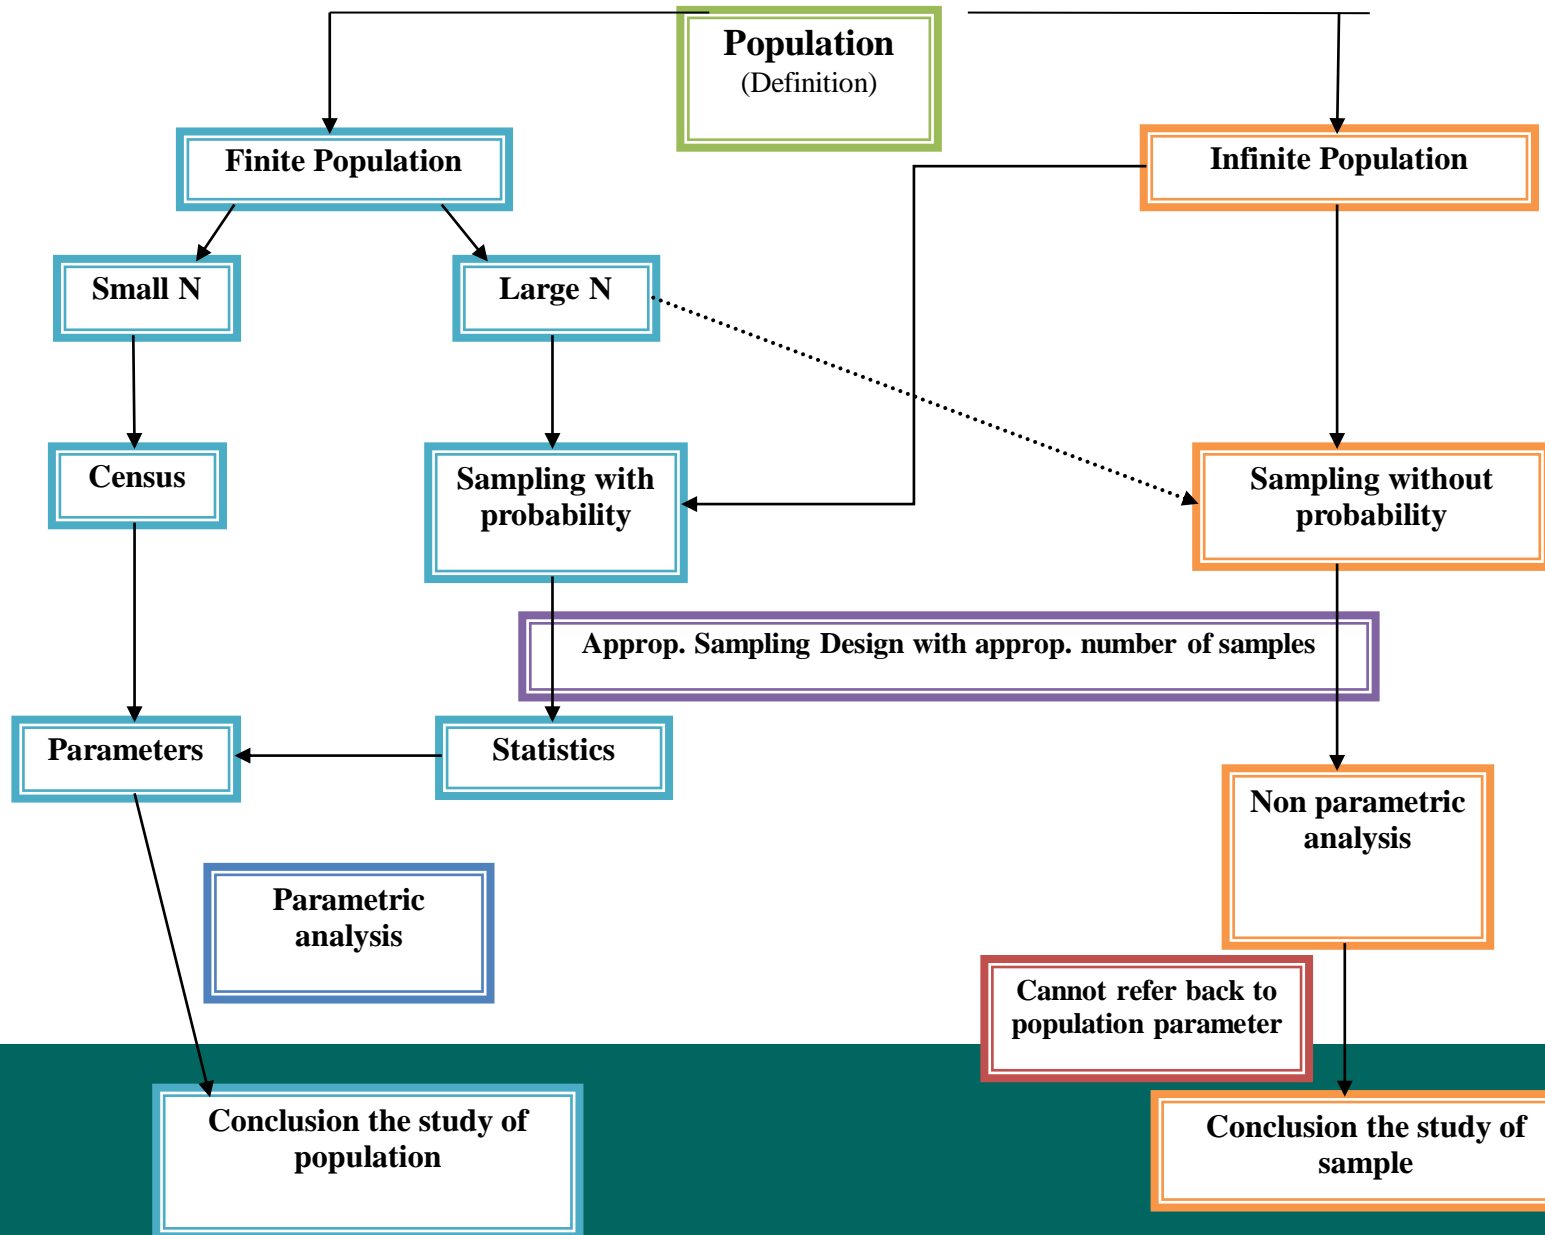 Population
(Definition)
Finite Population
Infinite Population
Small N
Large N
Census
Sampling with
probability
Sampling without
probability
Approp. Sampling Design with approp. number of samples
Parameters
Statistics
Non parametric
analysis
Parametric
analysis
Cannot refer back to
population parameter
Conclusion the study of
population
Conclusion the study of
sample